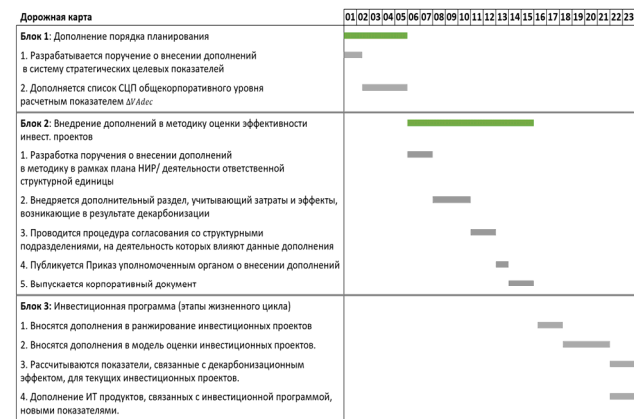 Дорожная карта 01 02 03 04 05 06 07 08 09 10 11 12 13 14 15 16 17 18 19 20 21 22 23
Блок 1: Дополнение порядка планирования
1. Разрабатывается поручение о внесении дополнений
в систему стратегических целевых показателей
2. Дополняется список СЦП общекорпоративного уровня
расчетным показателем ΔVAdec
Блок 2: Внедрение дополнений в методику оценки эффективности
инвест. проектов
1. Разработка поручения о внесении дополнений
в методику в рамках плана НИР/ деятельности ответственной
структурной единицы
2. Внедряется дополнительный раздел, учитывающий затраты и эффекты,
возникающие в результате декарбонизации
3. Проводится процедура согласования со структурными
подразделениями, на деятельность которых влияют данные дополнения
4. Публикуется Приказ уполномоченным органом о внесении дополнений
5. Выпускается корпоративный документ
Блок 3: Инвестиционная программа (этапы жизненного цикла)
1. Вносятся дополнения в ранжирование инвестиционных проектов
2. Вносятся дополнения в модель оценки инвестиционных проектов.
3. Рассчитываются показатели, связанные с декарбонизационным
эффектом, для текущих инвестиционных проектов.
4. Дополнение ИТ продуктов, связанных с инвестиционной программой,
новыми показателями.